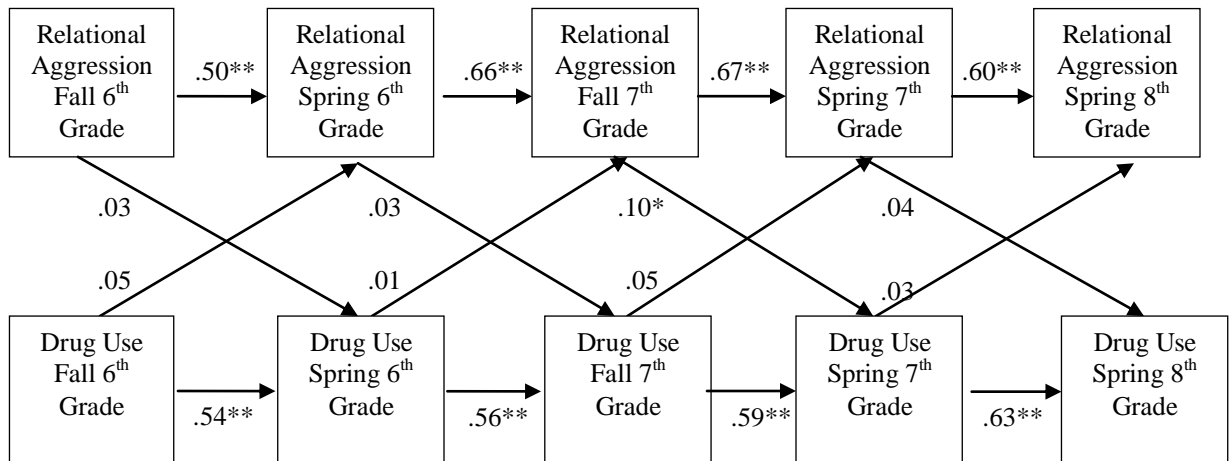 Relational
Aggression
Fall 6th
Grade
.50**
Relational
Aggression
Spring 6th
Grade
.66**
Relational
Aggression
Fall 7th
Grade
.67**
Relational
Aggression
Spring 7th
Grade
.60**
Relational
Aggression
Spring 8th
Grade
.03
.03
.10*
.04
.05
.01
.05
.03
Drug Use
Fall 6th
Grade
.54**
Drug Use
Spring 6th
Grade
.56**
Drug Use
Fall 7th
Grade
.59**
Drug Use
Spring 7th
Grade
.63**
Drug Use
Spring 8th
Grade